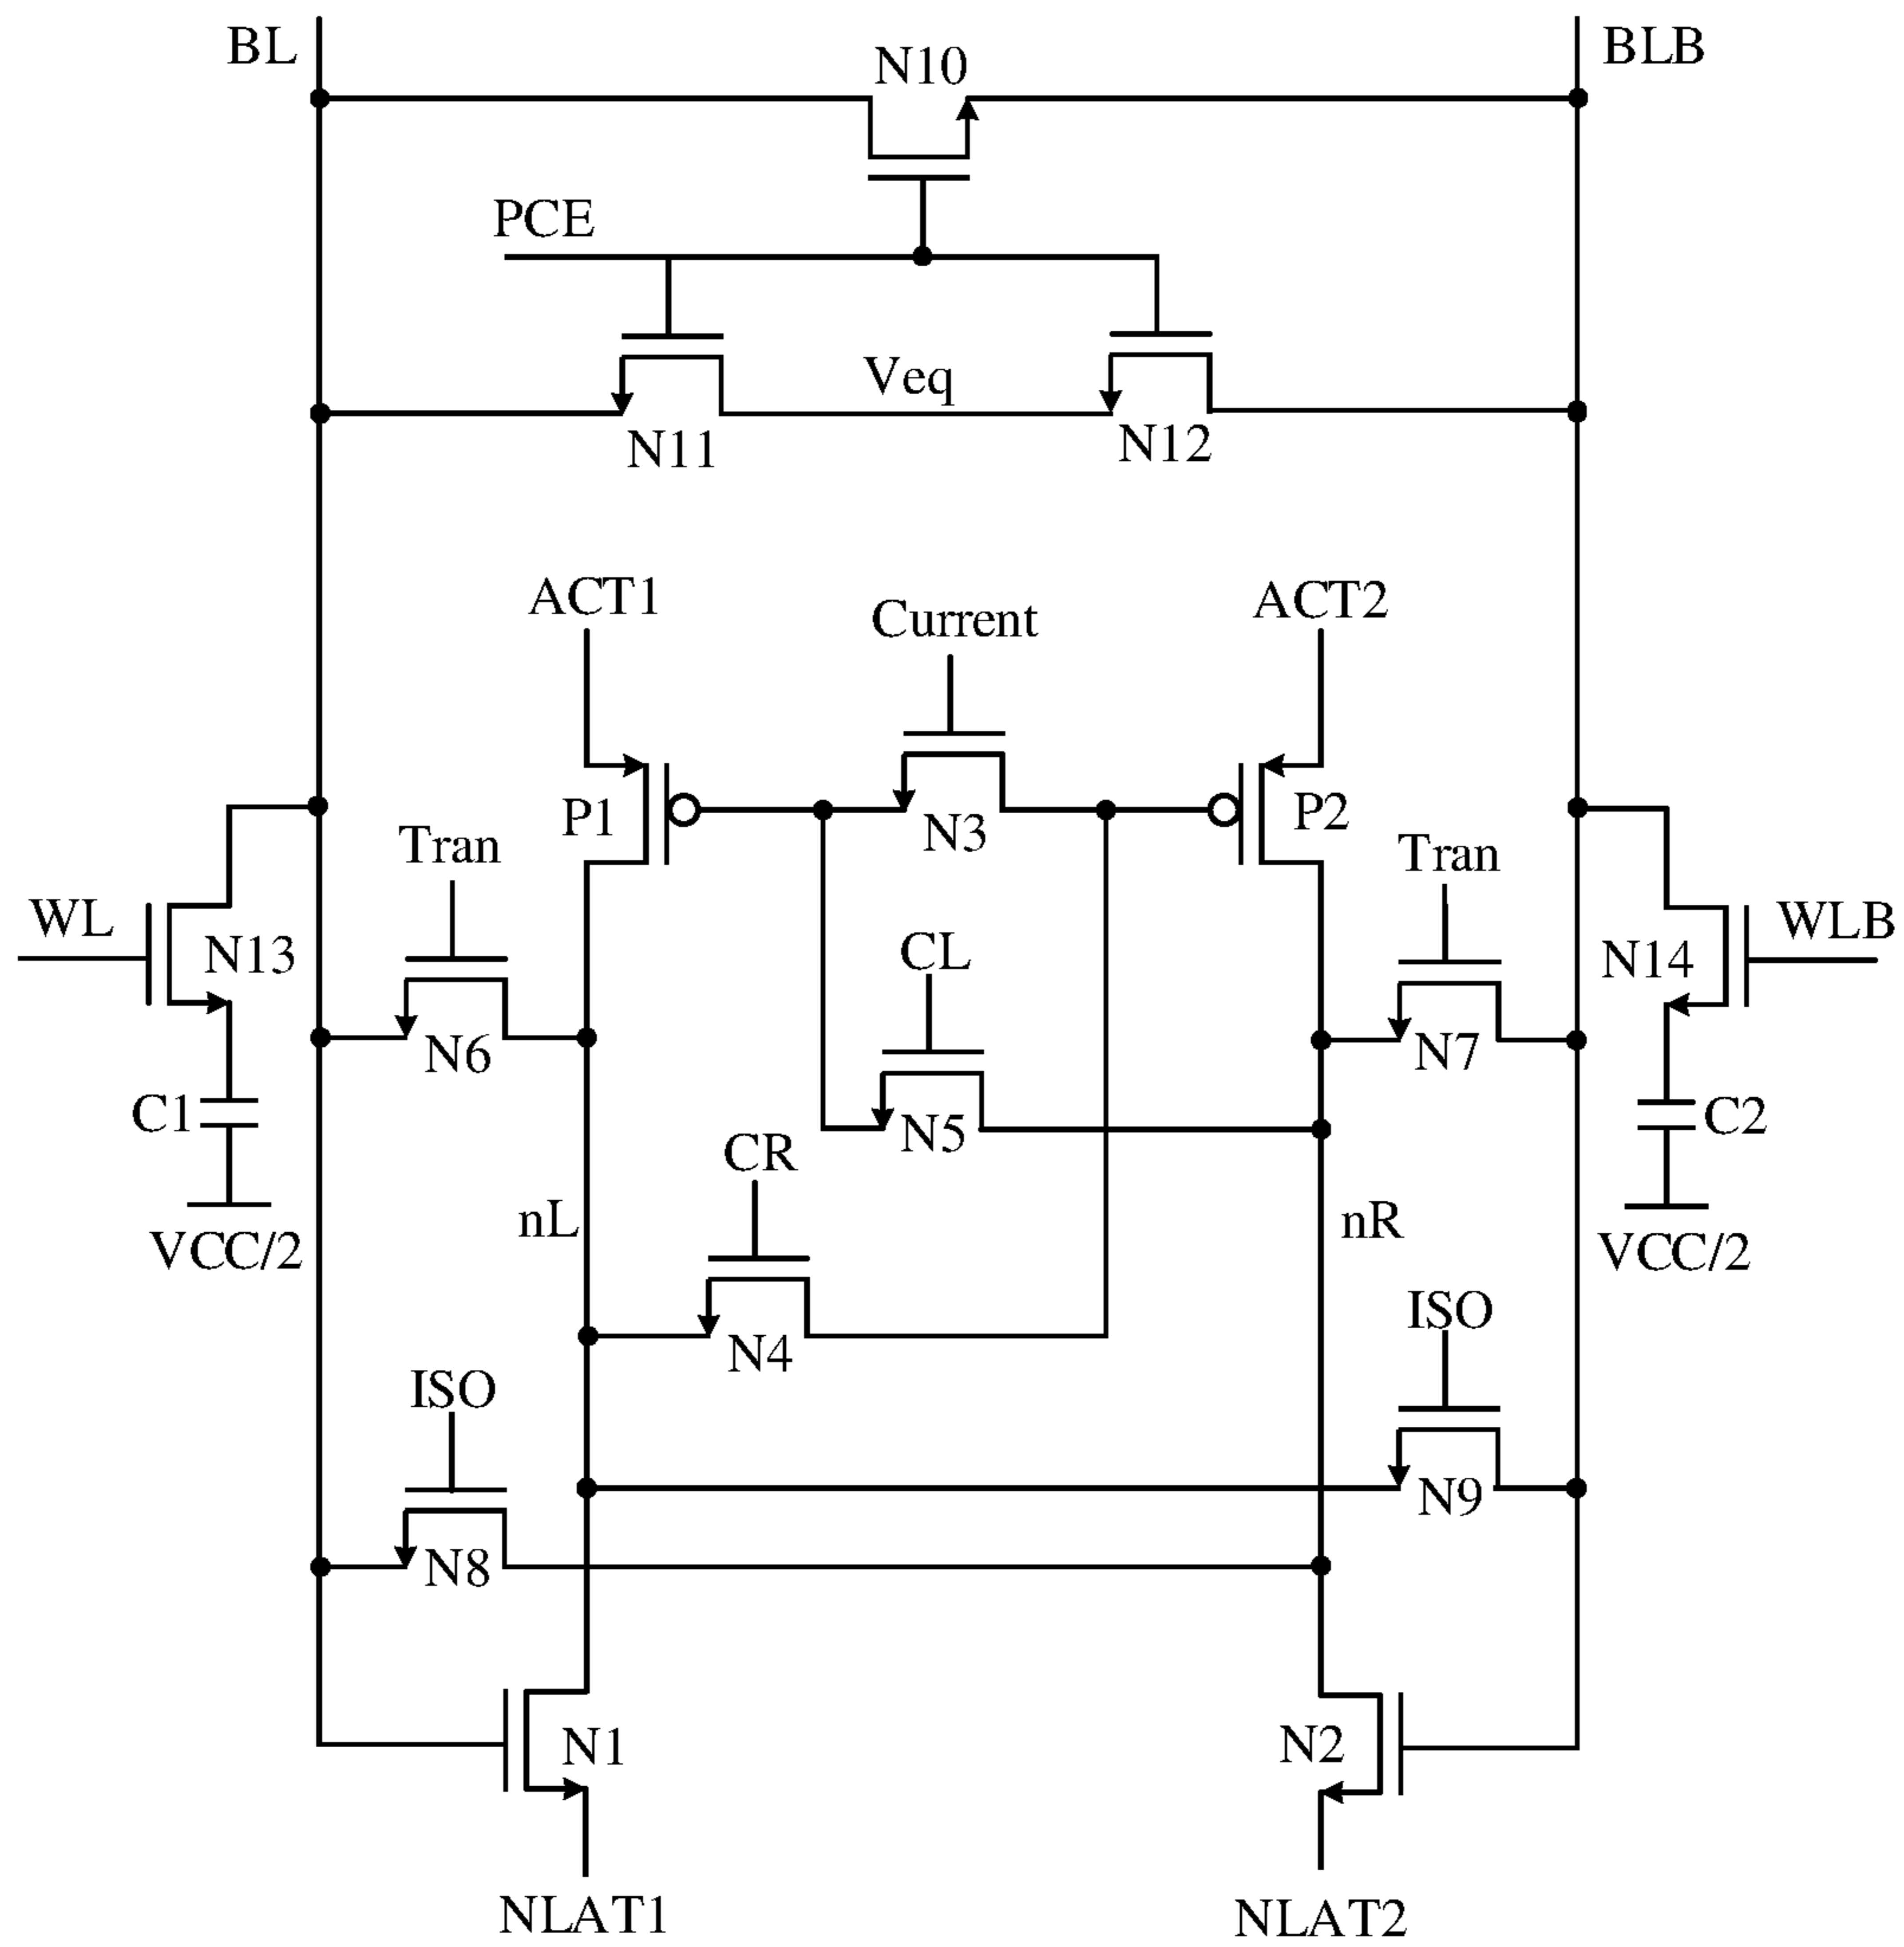 BL
N10
BLB
PCE
Veq
N11
N12
ACT1
Current
ACT2
P1
N3
P2
Tran
Tran
WL
N13
CL
N14
WLB
N6
N7
C1
N5
C2
CR
nL
nR
VCC/2
VCC/2
N4
ISO
ISO
N9
N8
N1
N2
NLAT1
NLAT2